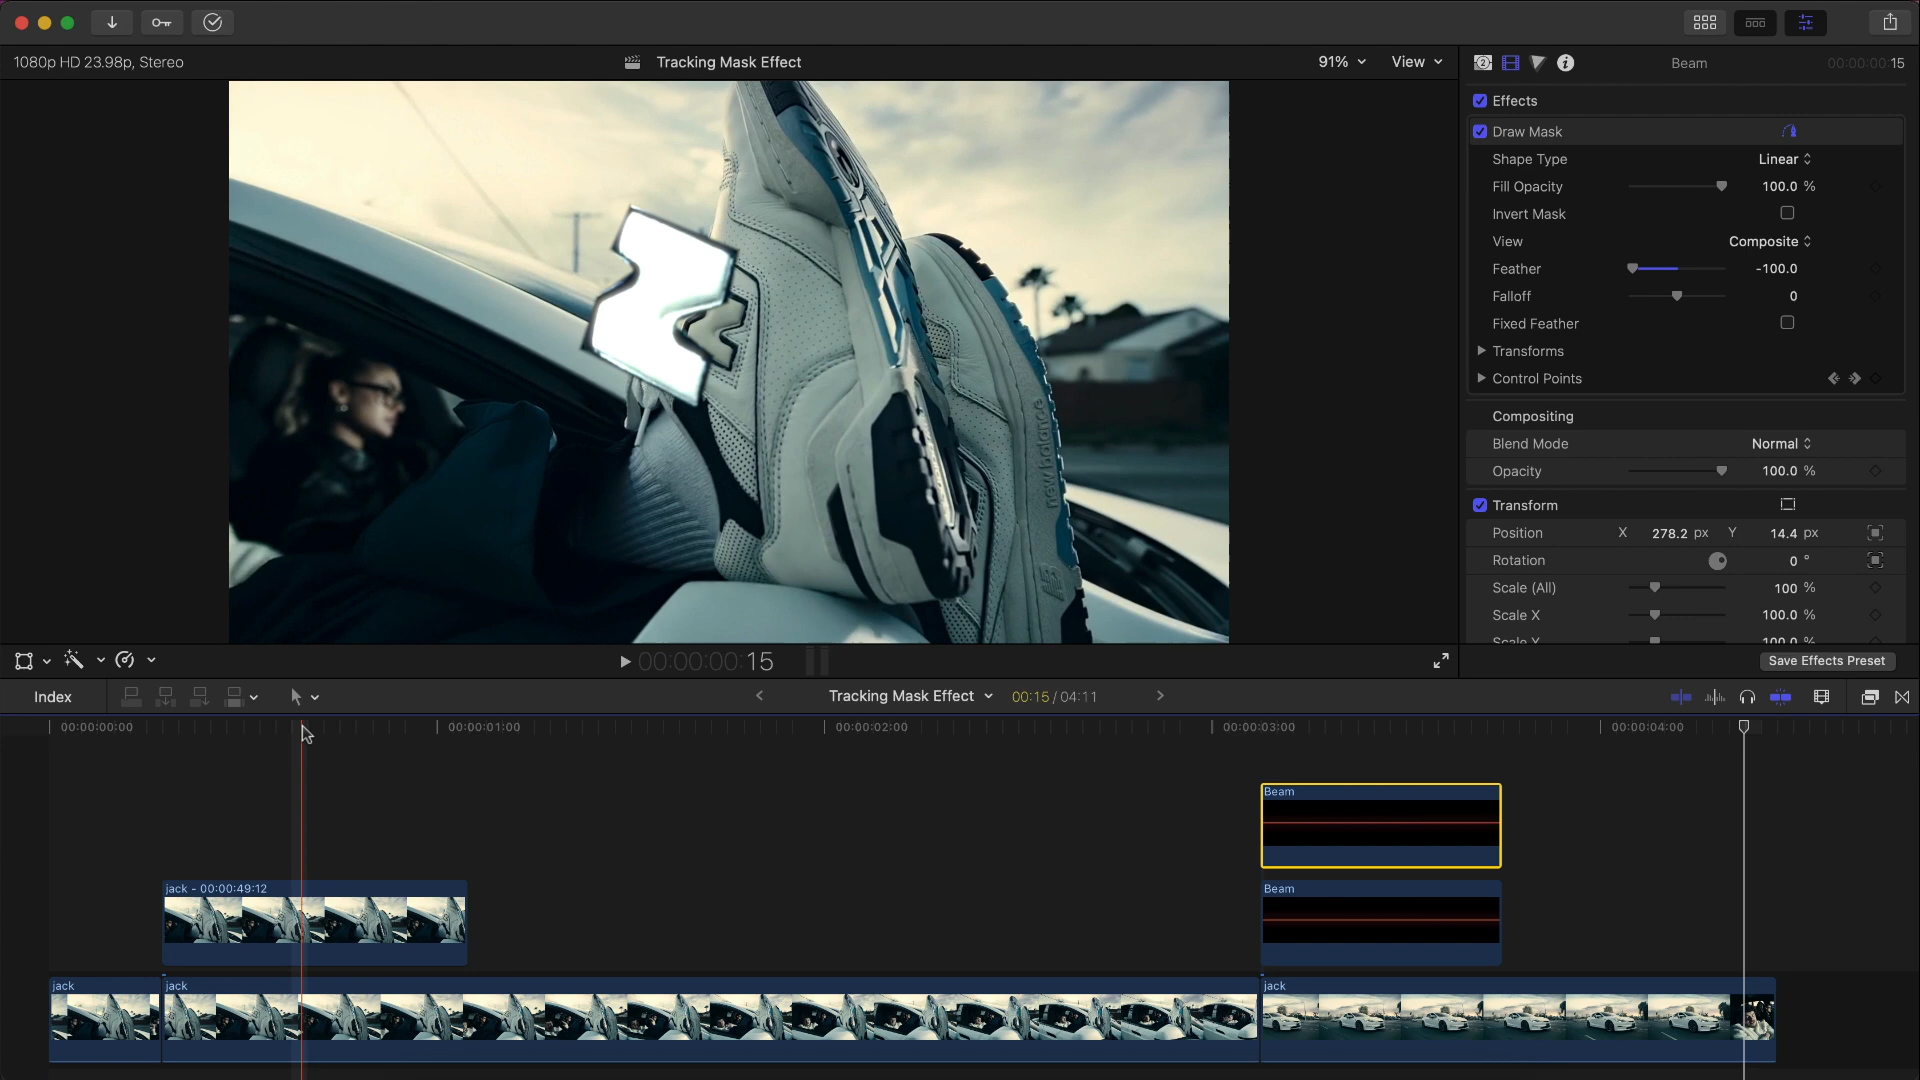 1080p HD 23.98p, Stereo
Tracking Mask Effect
91%
View
Beam
00:00:00:15
Effects
Draw Mask
Shape Type
Linear
Fill Opacity
100.0 %
Invert Mask
View
Composite
Feather
-100.0
Falloff
0
Fixed Feather
Transforms
Control Points
Compositing
Blend Mode
Normal
Opacity
100.0 %
Transform
Position
X 278.2 px Y 14.4 px
Rotation
0 °
Scale (All)
100 %
Scale X
100.0 %
Scale Y
100.0 %
new balance
00:00:00:15
Save Effects Preset
Index
Tracking Mask Effect
00:15 / 04:11
00:00:00:00
00:00:01:00
00:00:02:00
00:00:03:00
00:00:04:00
Beam
jack - 00:00:49:12
Beam
jack
jack
jack